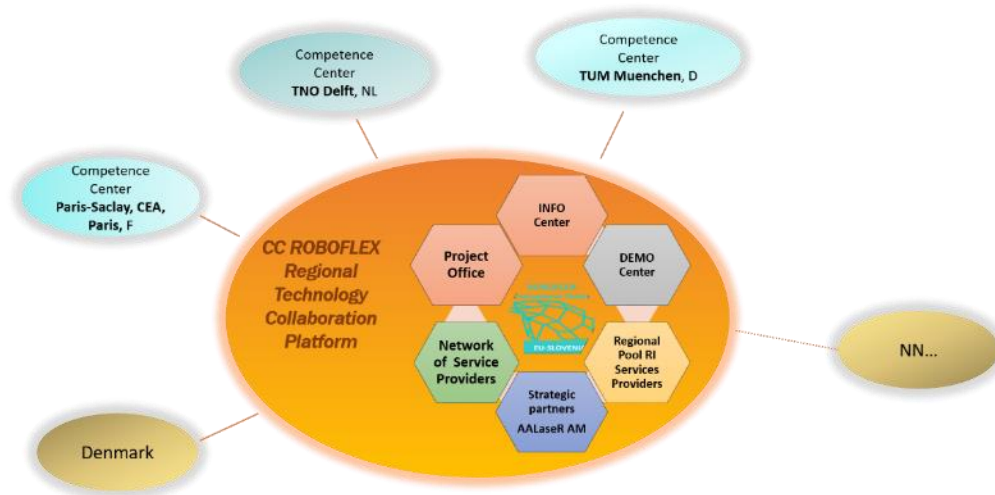 Competence
Center
TNO Delft, NL
Competence
Center
TUM Muenchen, D
Competence
Center
Paris-Saclay, CEA,
Paris, F
CC ROBOFLEX
Regional
Technology
Collaboration
Platform
INFO
Center
Project
Office
DEMO
Center
Network
of Service
Providers
Regional
Pool RI
Services
Providers
EU-SLOVENIA
Strategic
partners
AALaseR AM
NN...
Denmark